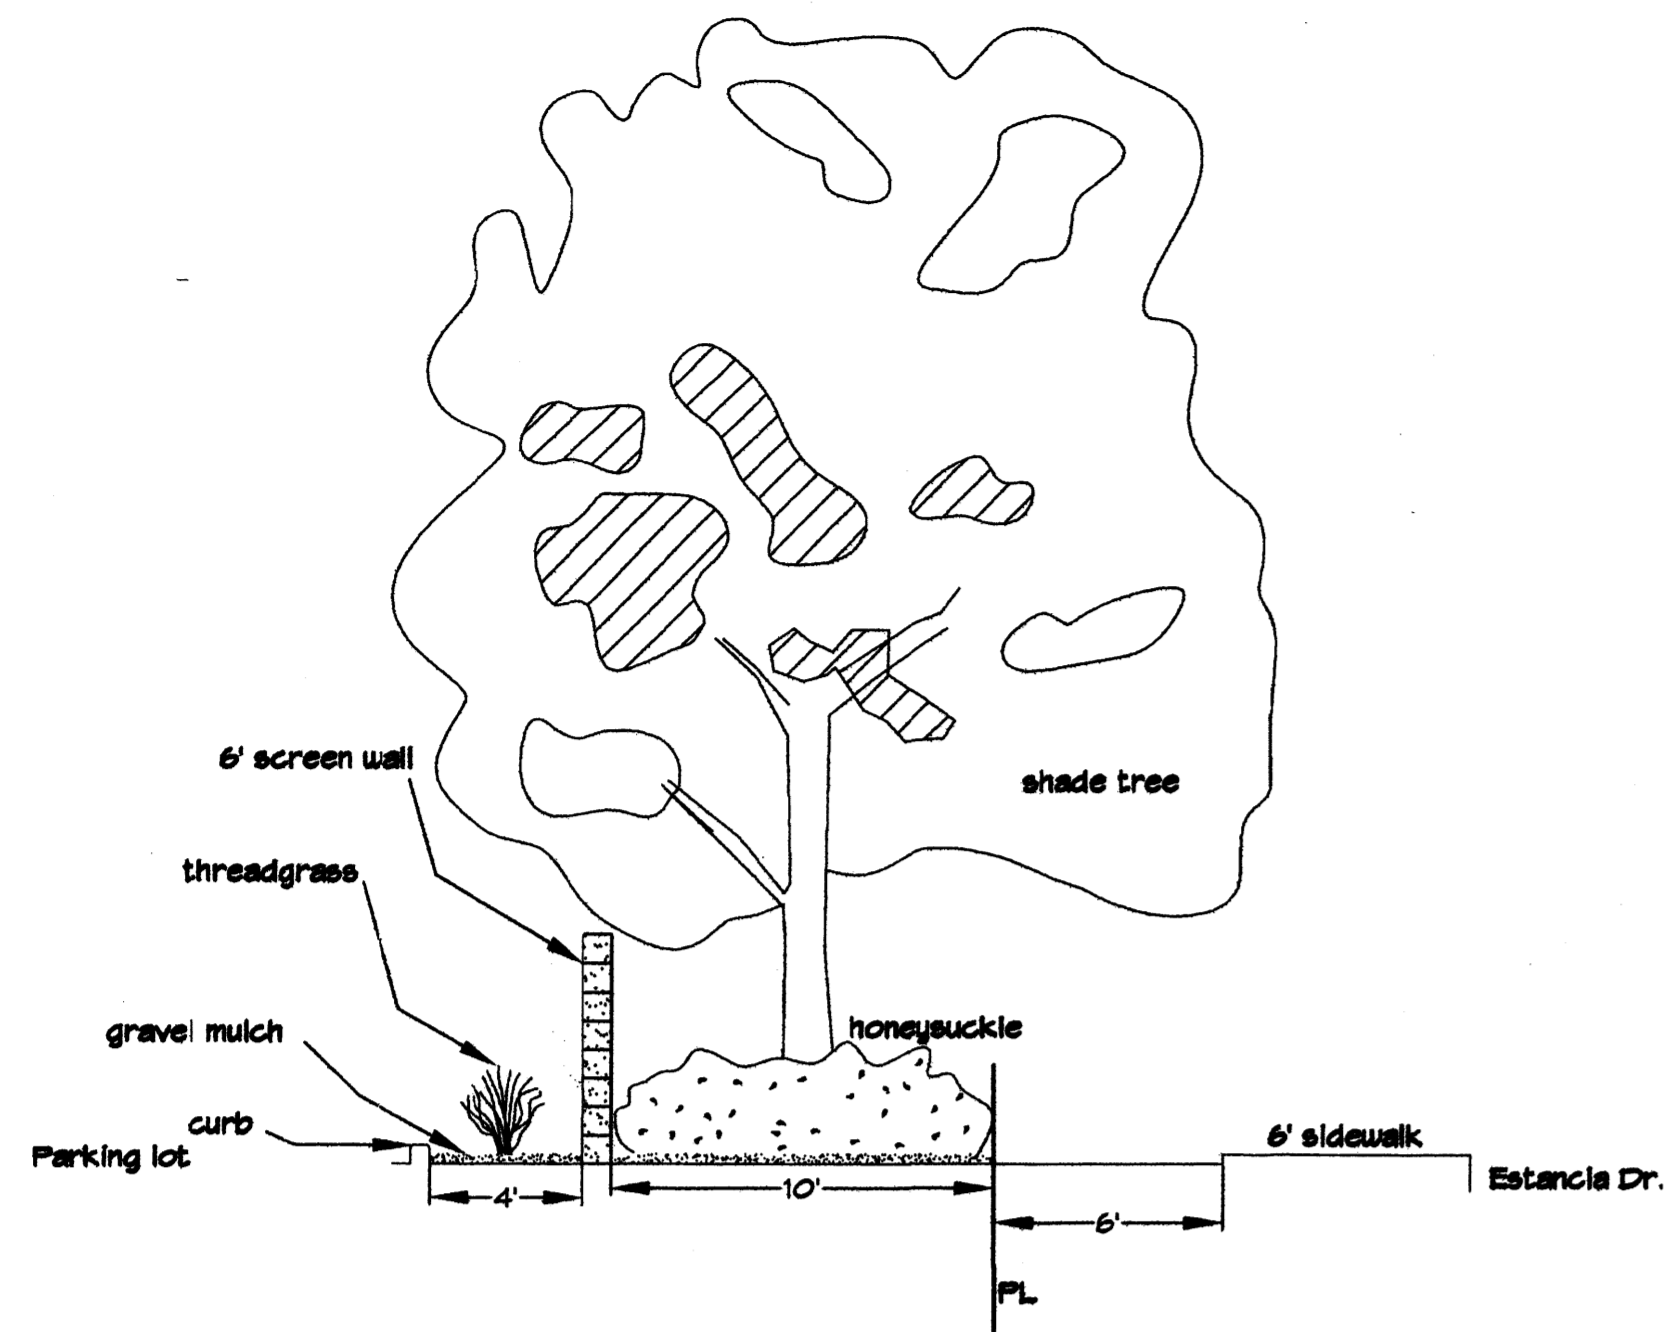 6' screen wall
shade tree
threadgrass
honeysuckle
gravel mulch
curb
6' sidewalk
Parking lot
Estancia Dr.
4'
10'
6'
PL